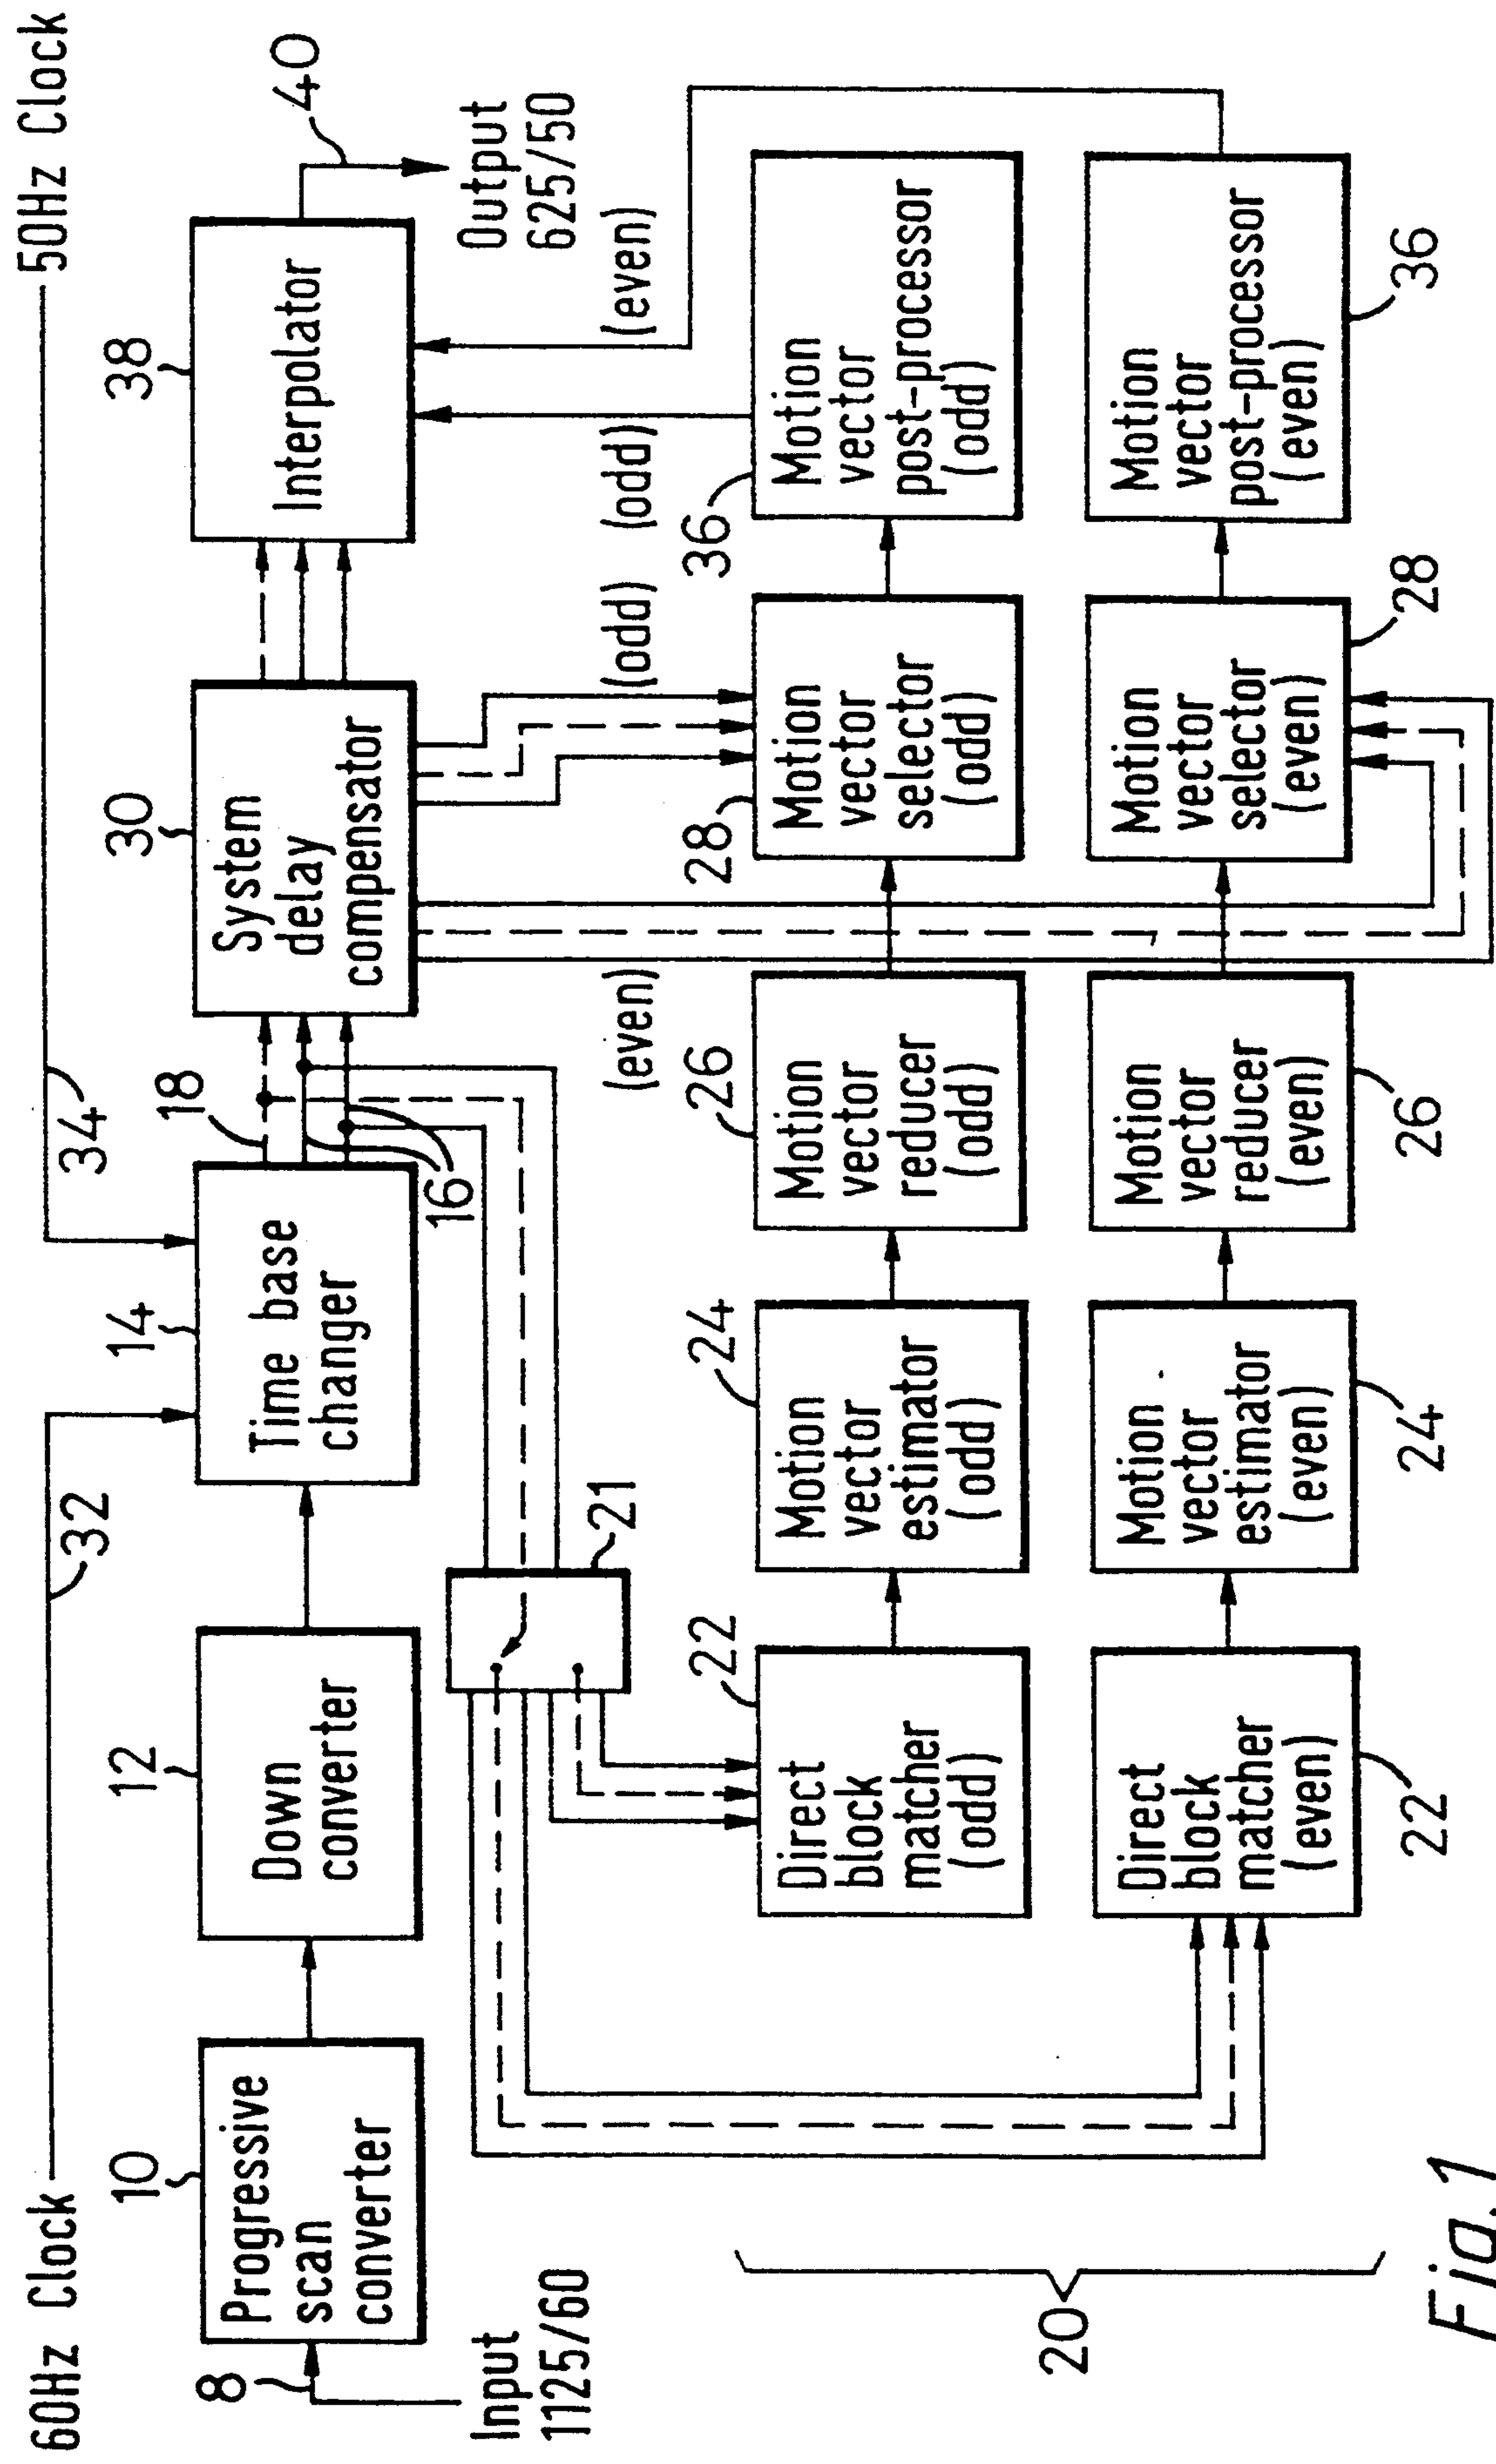 60Hz Clock
50Hz Clock
32
34
10
12
14
18
30
38
40
8
Progressive
scan
converter
Down
converter
Time base
changer
System
delay
compensator
Interpolator
16
Input
1125/60
Output
625/50
21
(even)
(odd)
(odd)
(even)
22
24
26
28
36
Direct
block
matcher
(odd)
Motion
vector
estimator
(odd)
Motion
vector
reducer
(odd)
Motion
vector
selector
(odd)
Motion
vector
post-processor
(odd)
20
Direct
block
matcher
(even)
Motion
vector
estimator
(even)
Motion
vector
reducer
(even)
Motion
vector
selector
(even)
Motion
vector
post-processor
(even)
22
24
26
28
36
Fig.1